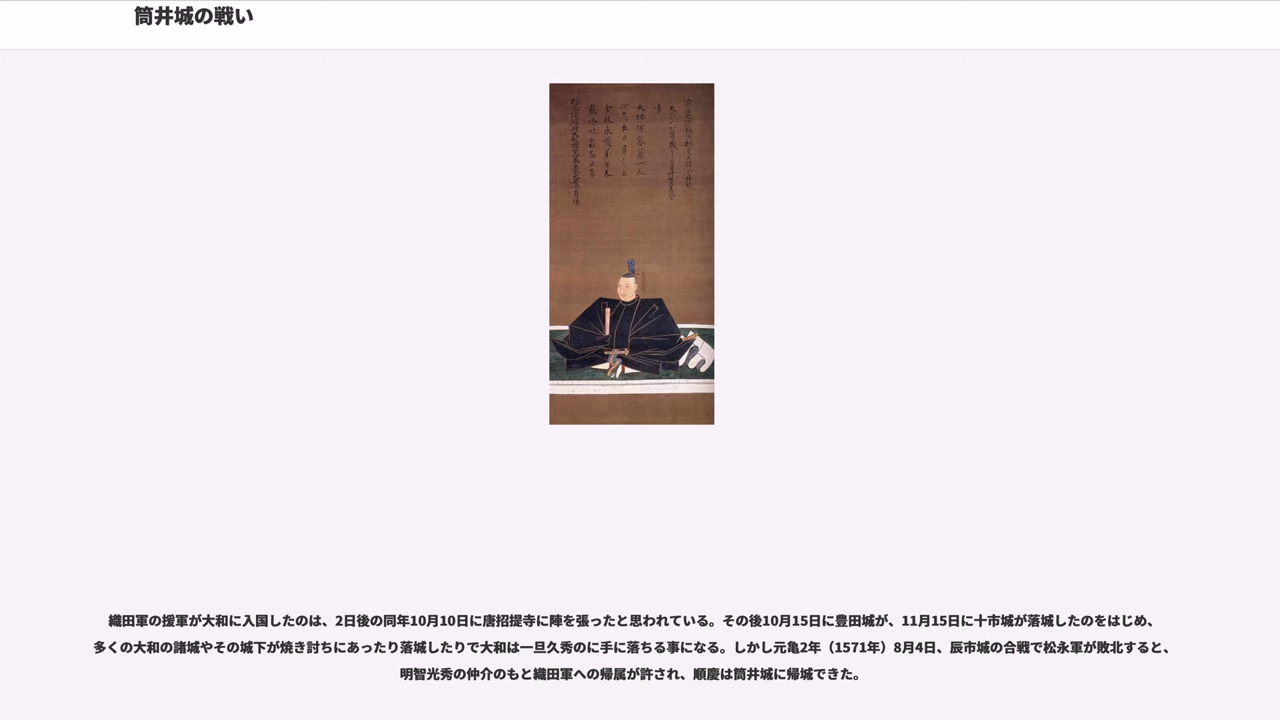 筒井城の戦い
織田軍の援軍が大和に入国したのは、2日後の同年10月10日に唐招提寺に陣を張ったと思われている。その後10月15日に豊田城が、11月15日に十市城が落城したのをはじめ、
多くの大和の諸城やその城下が焼き討ちにあったり落城したりで大和は一旦久秀のに手に落ちる事になる。しかし元亀2年（1571年）8月4日、辰市城の合戦で松永軍が敗北すると、
明智光秀の仲介のもと織田軍への帰属が許され、順慶は筒井城に帰城できた。